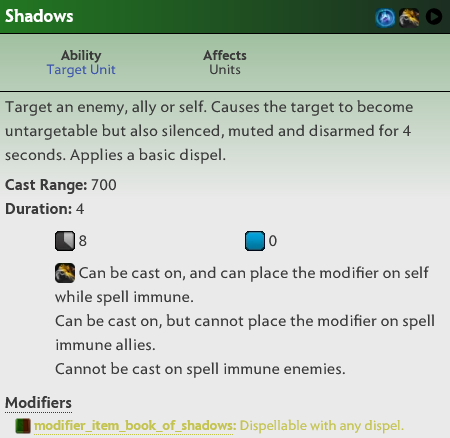 Shadows
Ability
Affects
Target Unit
Units
Target an enemy, ally or self. Causes the target to become
untargetable but also silenced, muted and disarmed for 4
seconds. Applies a basic dispel.
Cast Range: 700
Duration: 4
8
0
Can be cast on, and can place the modifier on self
while spell immune.
Can be cast on, but cannot place the modifier on spell
immune allies.
Cannot be cast on spell immune enemies.
Modifiers
modifier_item_book_of_shadows: Dispellable with any dispel.